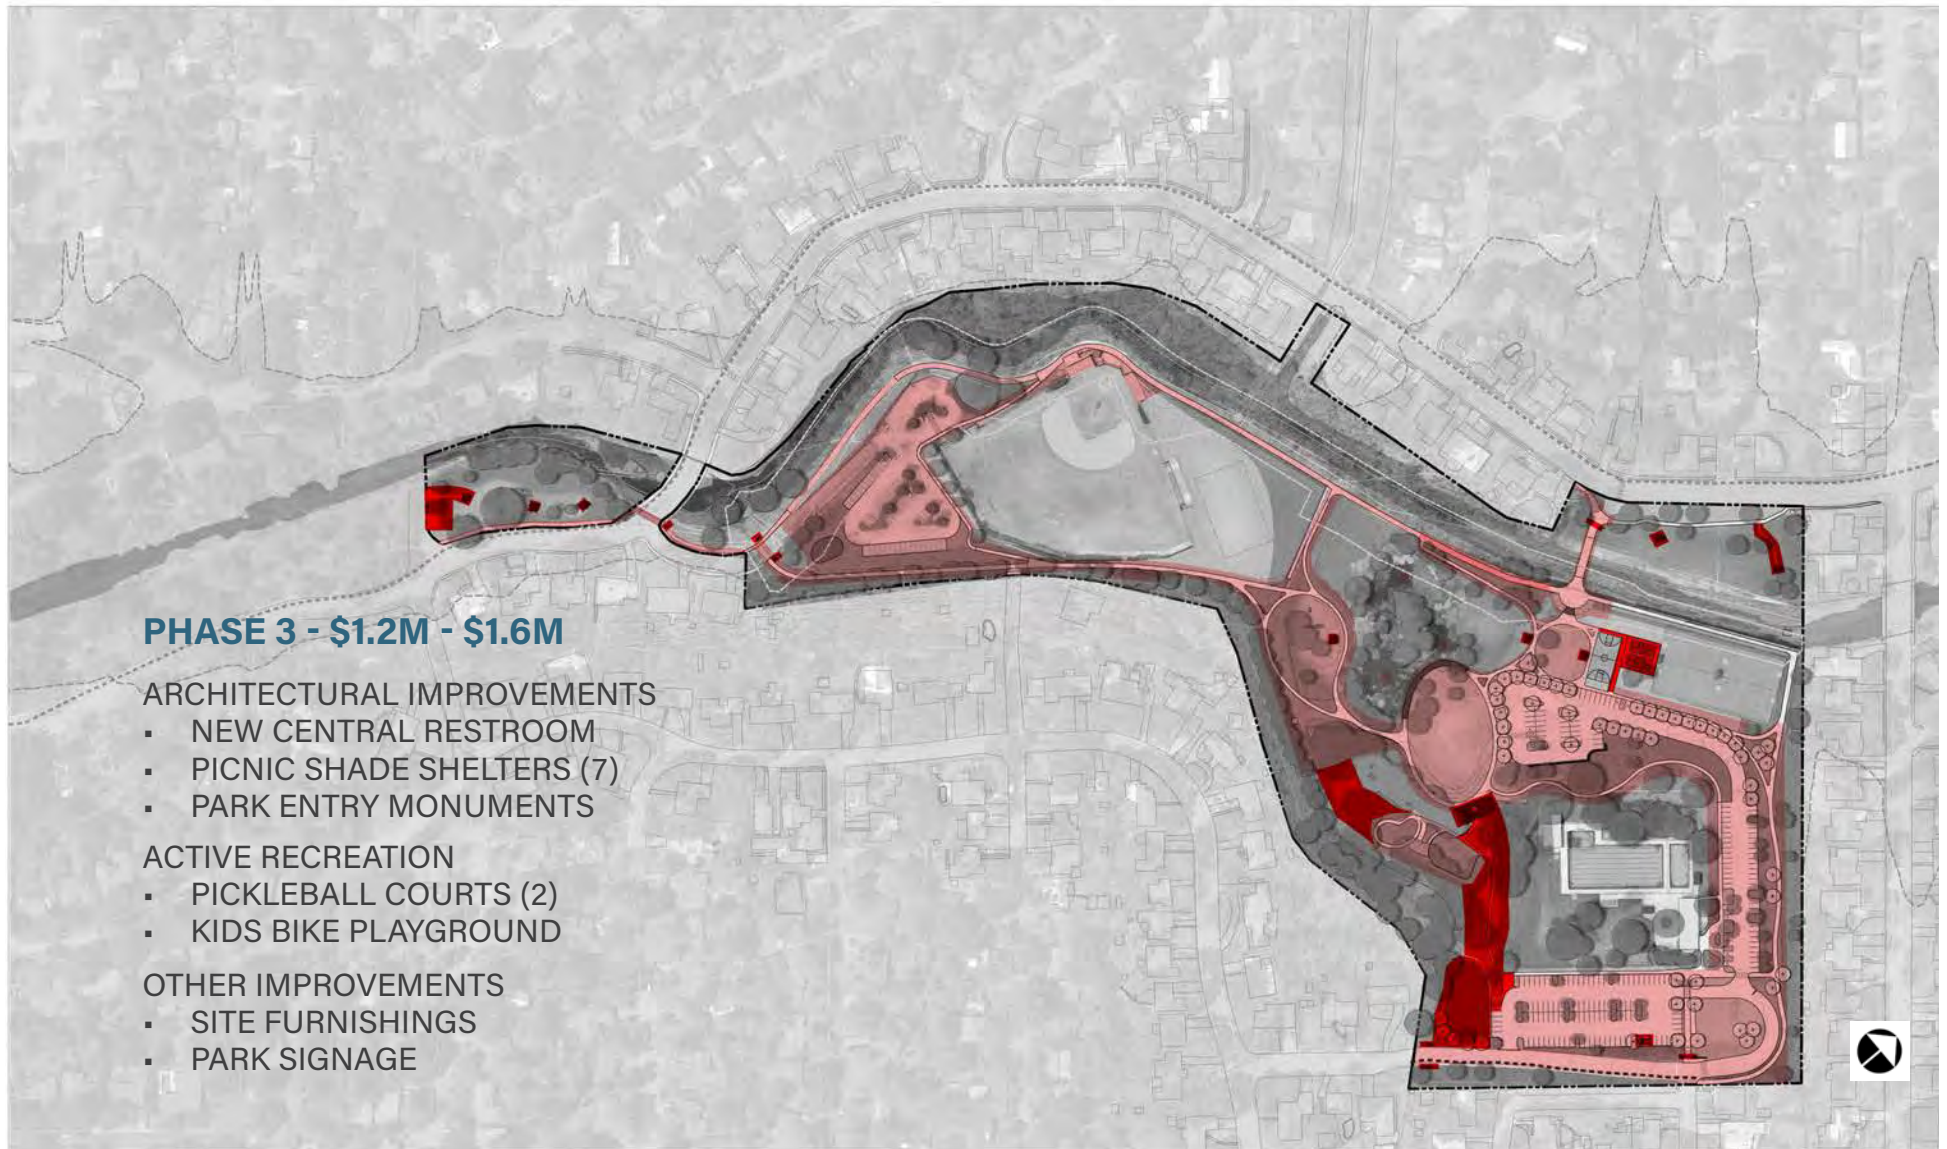 PHASE 3 - $1.2M - $1.6M
ARCHITECTURAL IMPROVEMENTS
▪ NEW CENTRAL RESTROOM
▪ PICNIC SHADE SHELTERS (7)
▪ PARK ENTRY MONUMENTS
ACTIVE RECREATION
▪ PICKLEBALL COURTS (2)
▪ KIDS BIKE PLAYGROUND
OTHER IMPROVEMENTS
▪ SITE FURNISHINGS
▪ PARK SIGNAGE